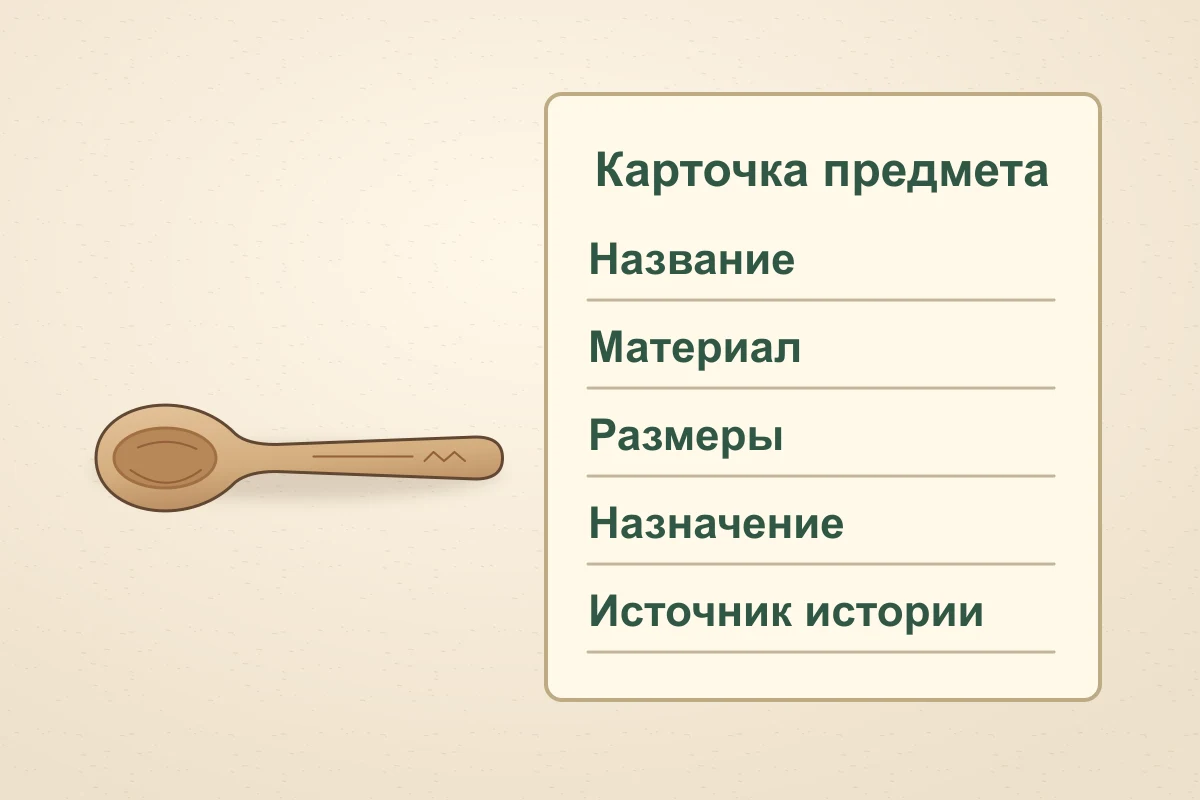 Карточка предмета
Название
Материал
Размеры
Назначение
Источник истории